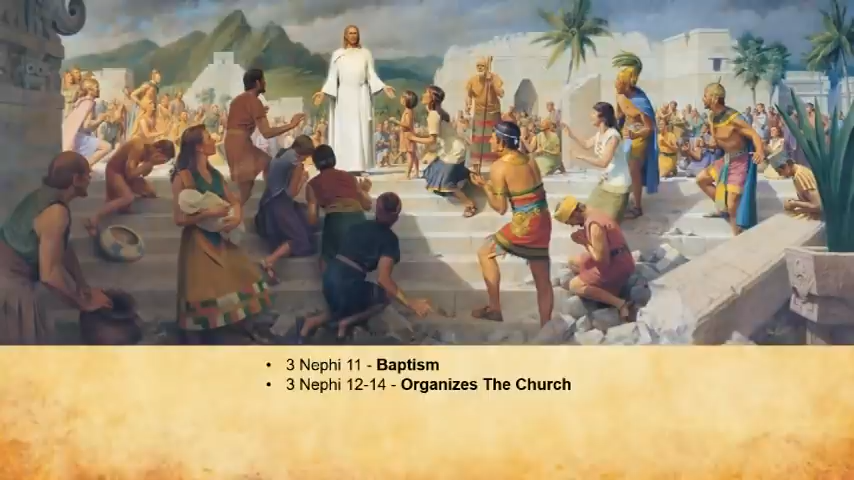 • 3 Nephi 11 - Baptism
• 3 Nephi 12-14 - Organizes The Church